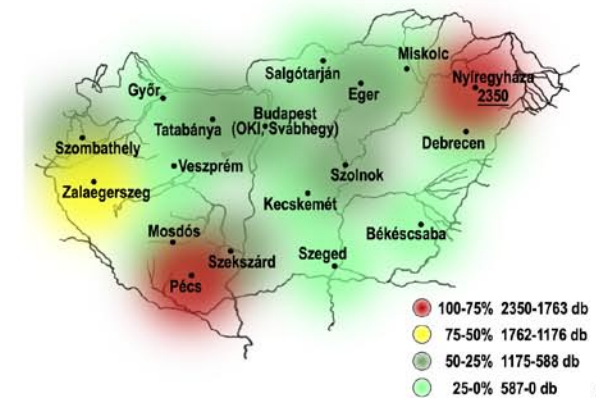 Miskolc
Salgótarján
Nyíregyháza
2350
Eger
Győr
Budapest
(OKI, Svábhegy)
Tatabánya
Debrecen
Szombathely
Veszprém
Szolnok
Zalaegerszeg
Kecskemét
Mosdós
Békéscsaba
Szekszárd
Szeged
Pécs
100-75% 2350-1763 db
75-50% 1762-1176 db
50-25% 1175-588 db
25-0% 587-0 db